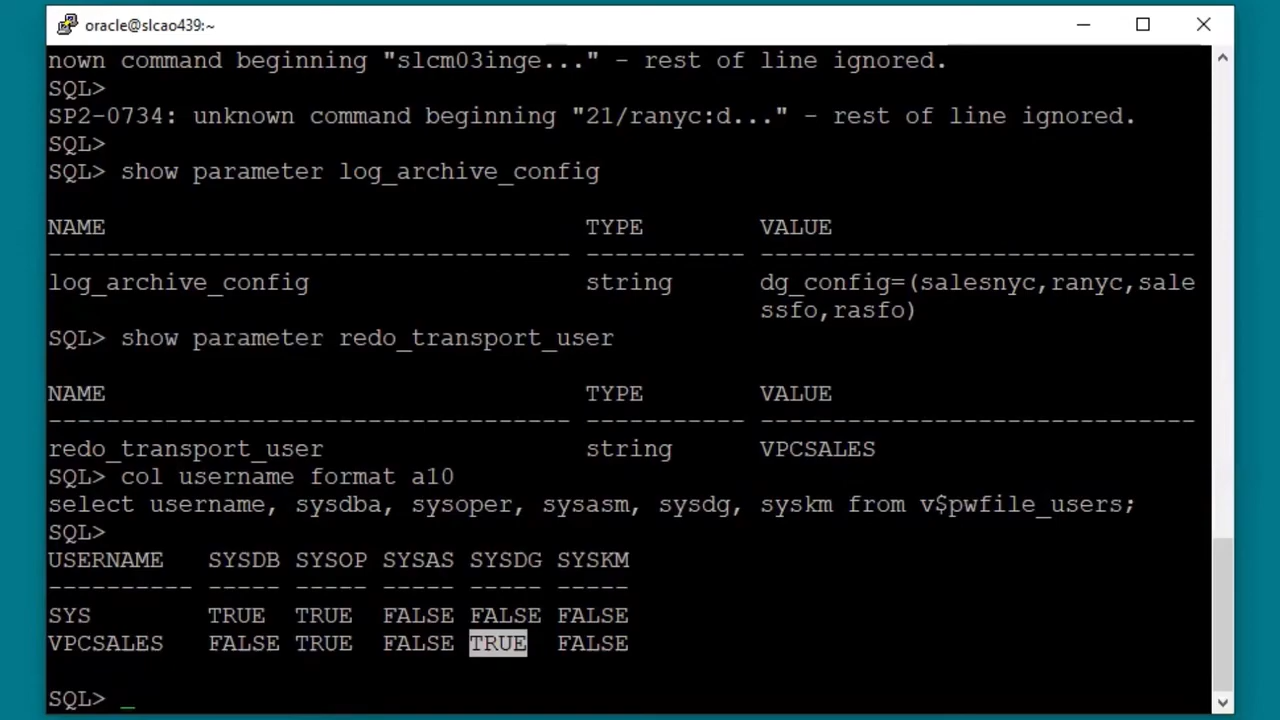 oracle@slcao439:~
nown command beginning "slcm03inge..." - rest of line ignored.
SQL>
SP2-0734: unknown command beginning "21/ranyc:d..." - rest of line ignored.
SQL>
SQL> show parameter log_archive_config
NAME TYPE VALUE
------------------------------------ ----------- ------------------------------
log_archive_config string dg_config=(salesnyc,ranyc,sale
ssfo,rasfo)
SQL> show parameter redo_transport_user
NAME TYPE VALUE
------------------------------------ ----------- ------------------------------
redo_transport_user string VPCSALES
SQL> col username format a10
select username, sysdba, sysoper, sysasm, sysdg, syskm from v$pwfile_users;
SQL>
USERNAME SYSDB SYSOP SYSAS SYSDG SYSKM
---------- ----- ----- ----- ----- -----
SYS TRUE TRUE FALSE FALSE FALSE
VPCSALES FALSE TRUE FALSE TRUE FALSE
SQL> _